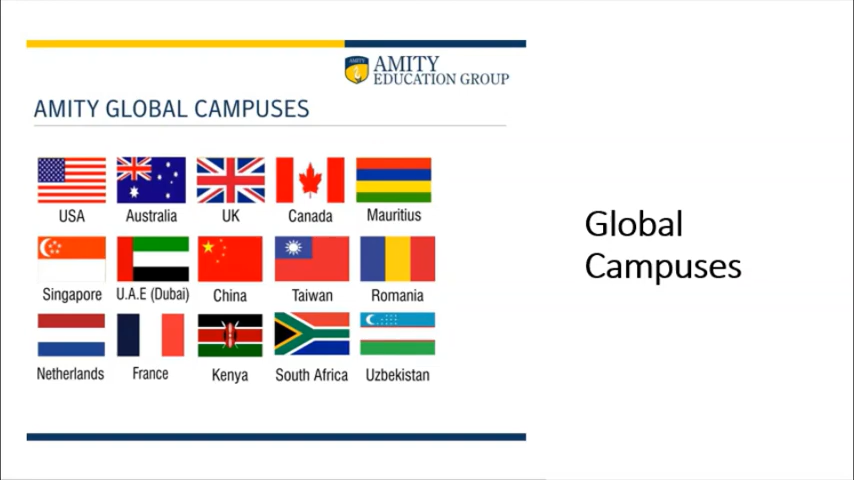 AMITY
AMITY
EDUCATION GROUP
AMITY GLOBAL CAMPUSES
USA Australia UK Canada Mauritius
Singapore U.A.E (Dubai) China Taiwan Romania
Netherlands France Kenya South Africa Uzbekistan
Global
Campuses